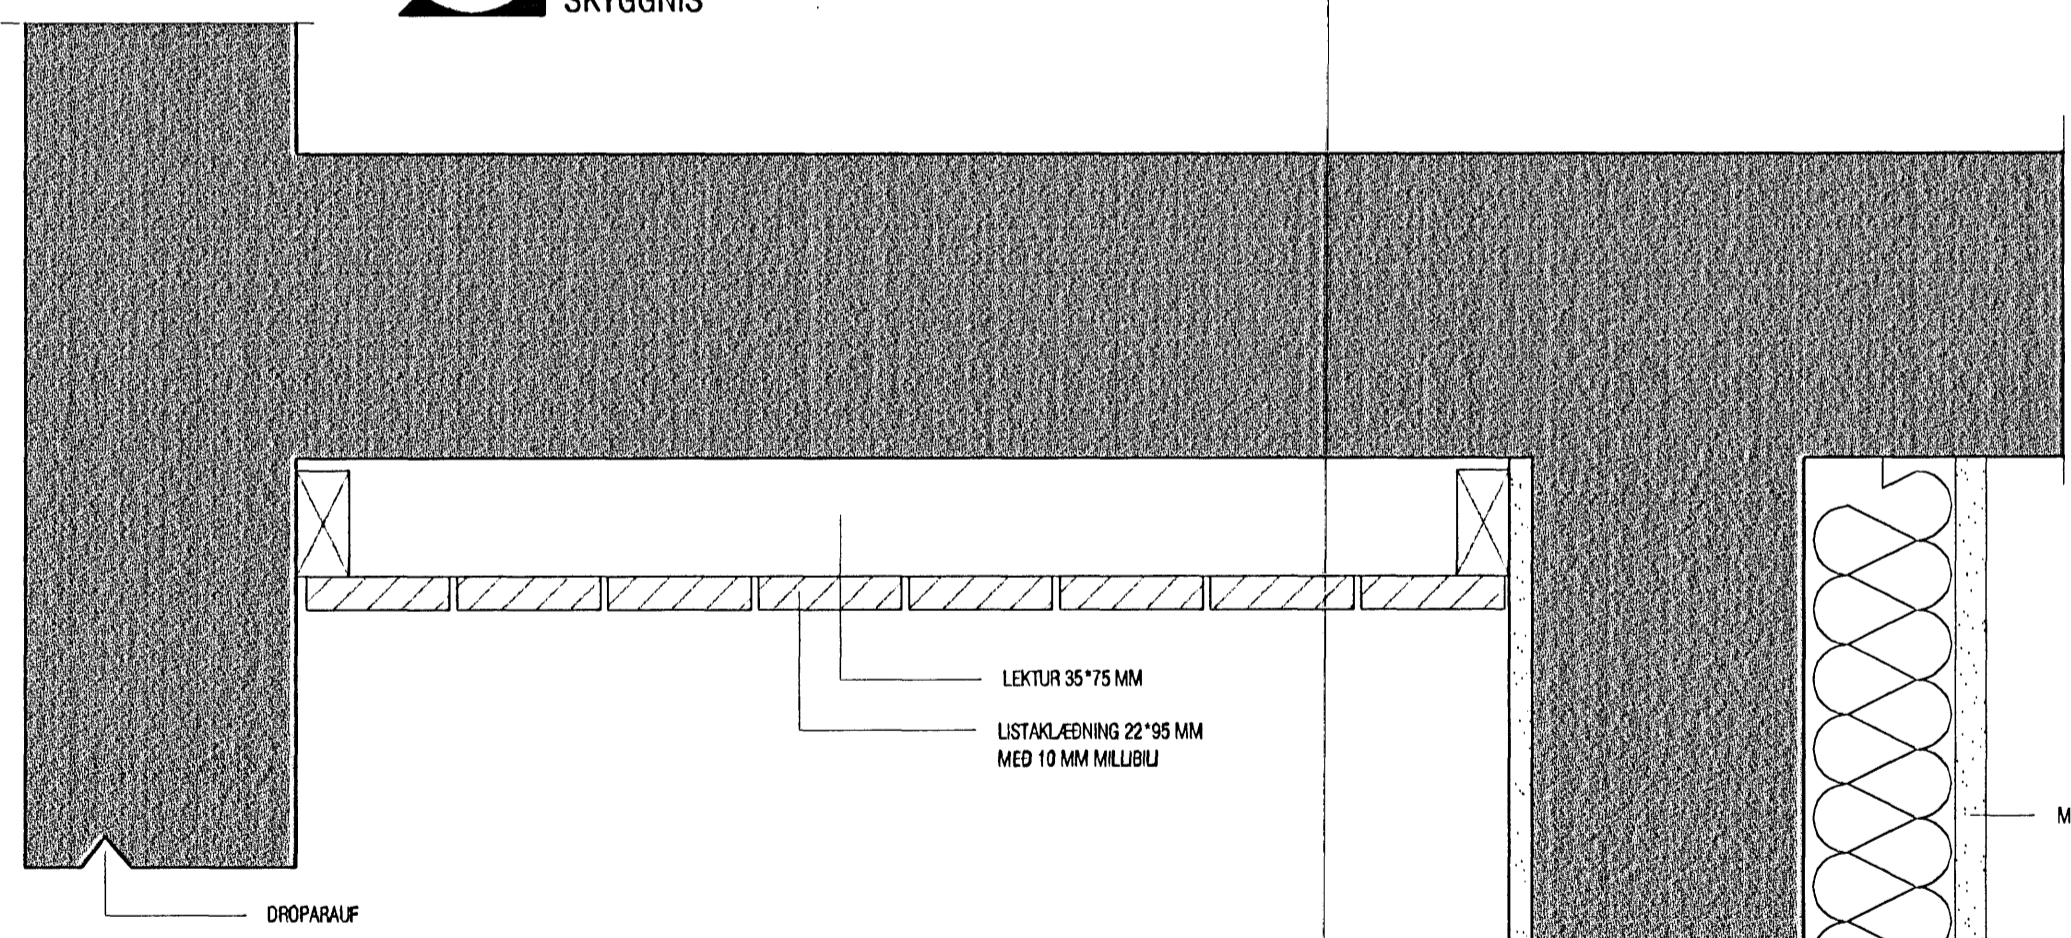 SKYGGNIS
LEKTUR 35*75 MM
LISTAKLÆÐNING 22*95 MM
MEÐ 10 MM MILLIBILI
M
DROPARAUF